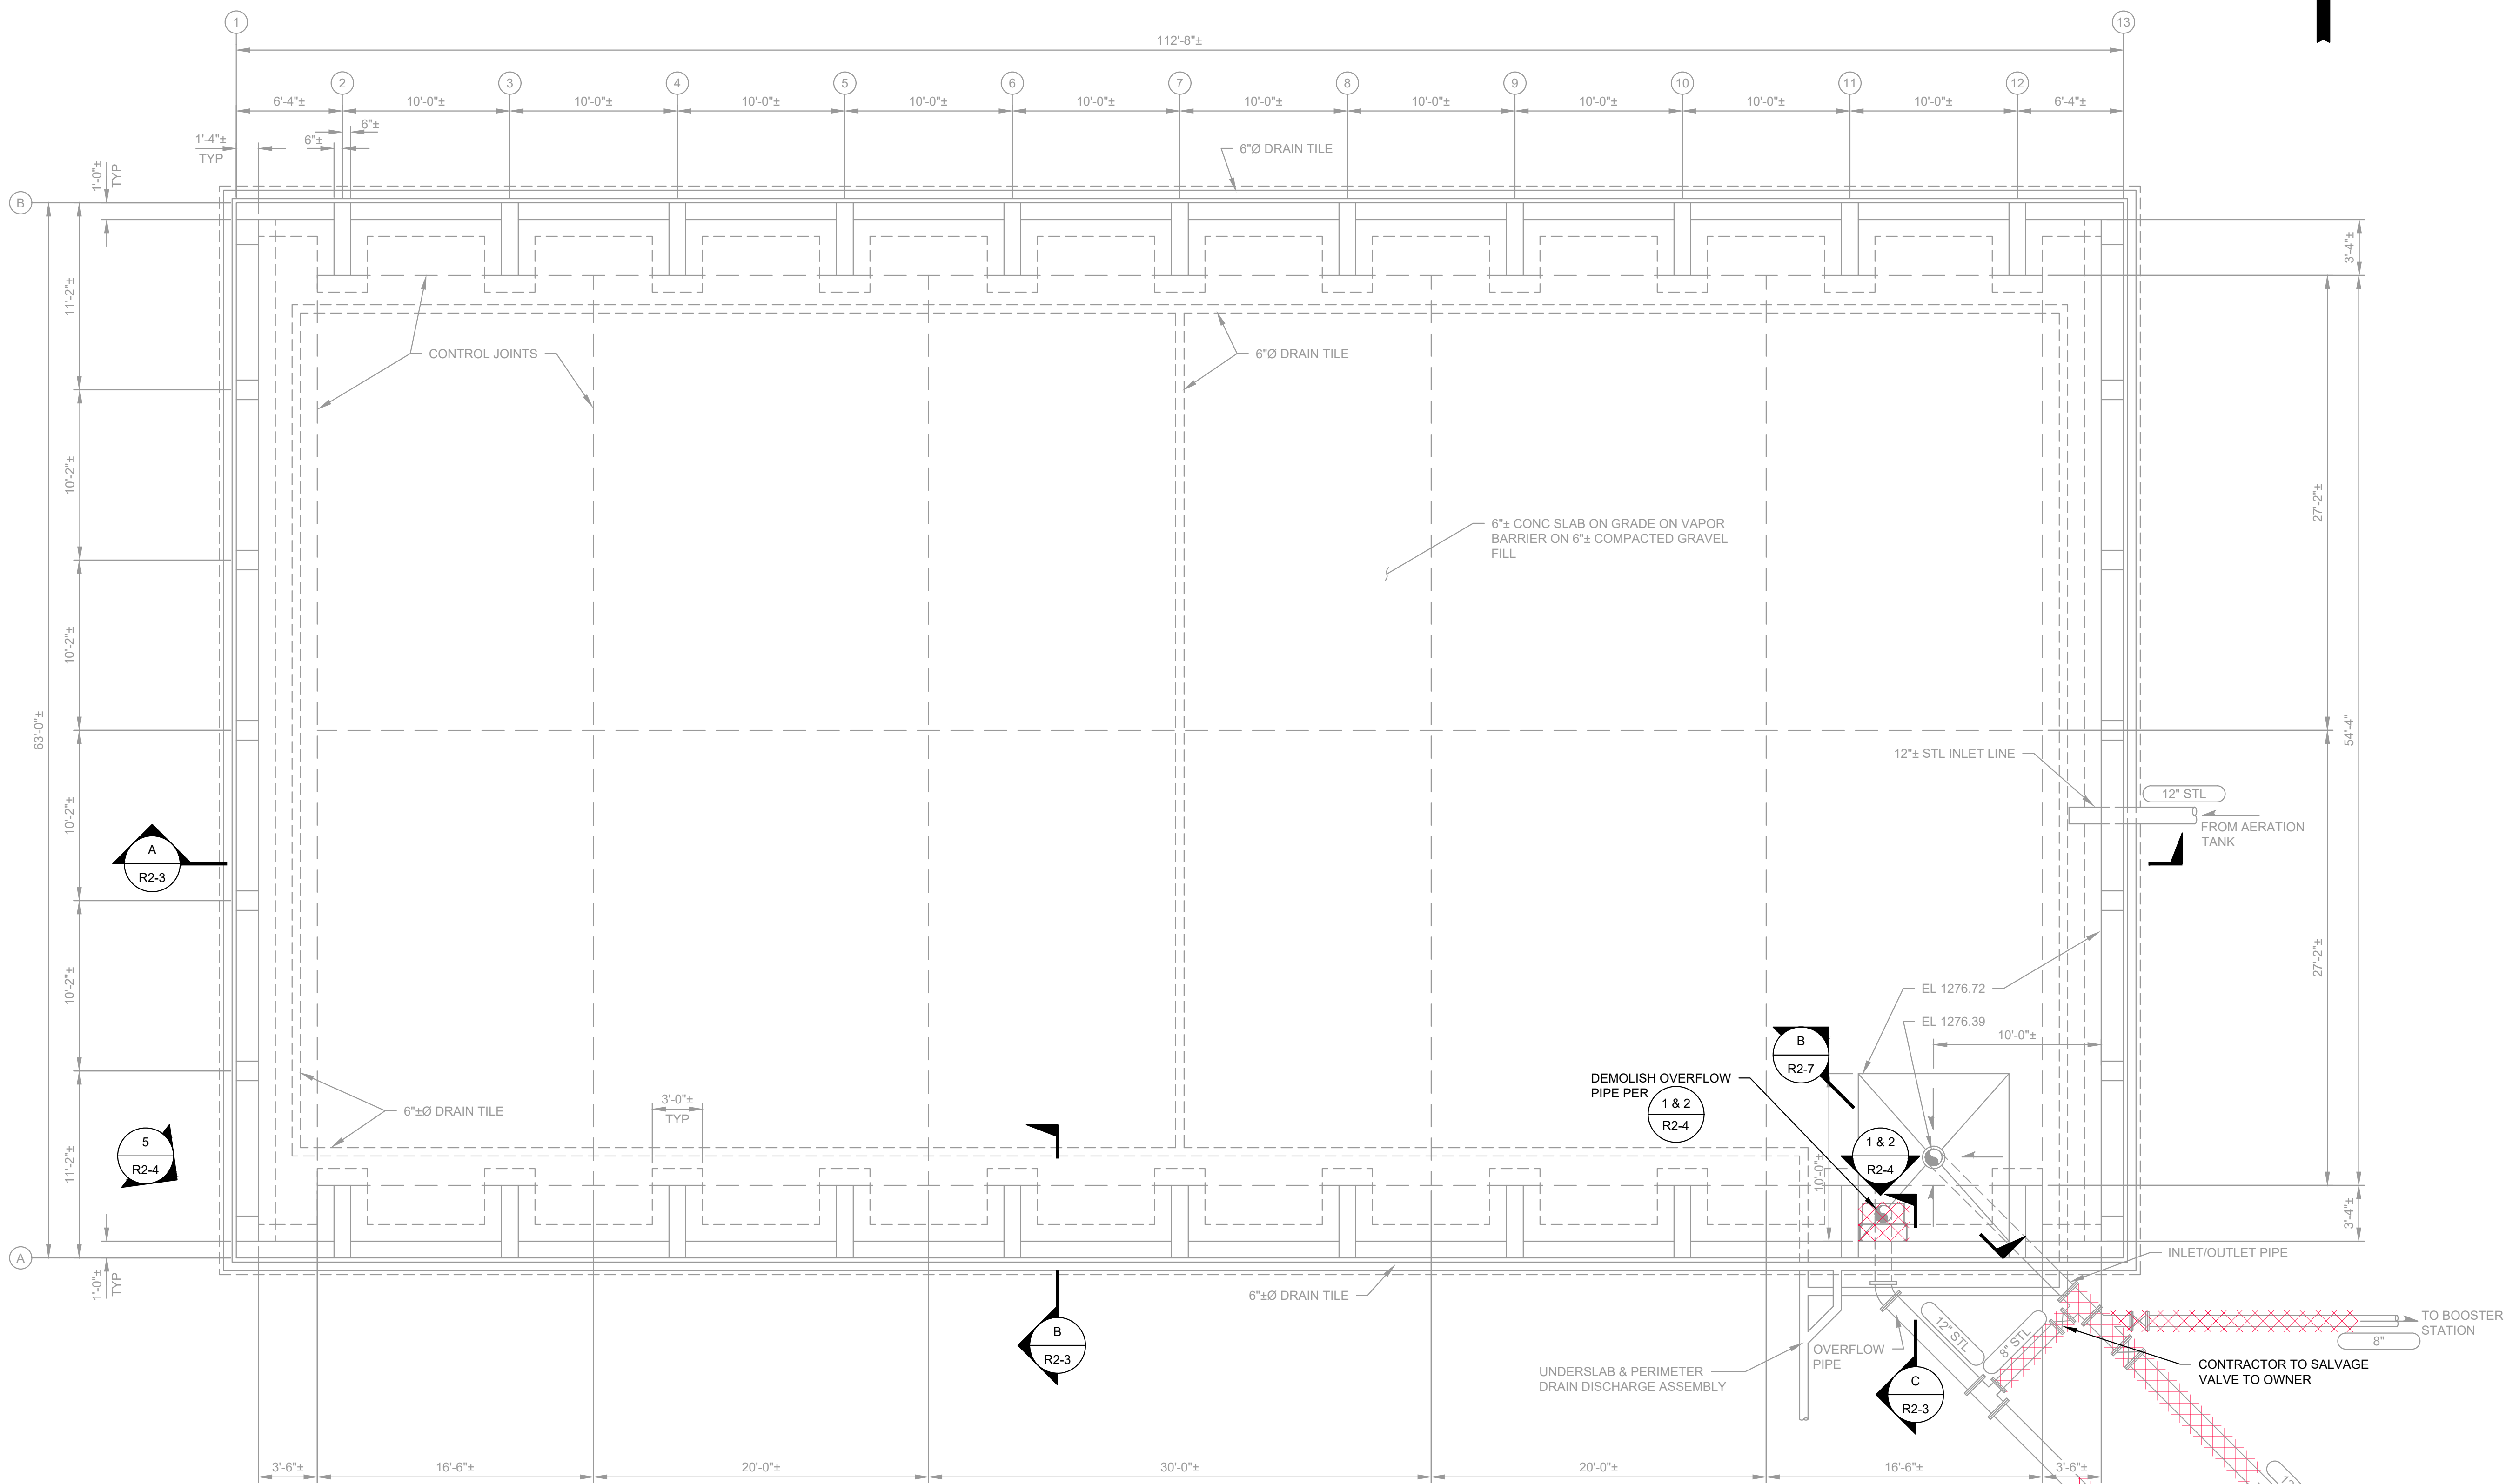 1
13
112'-8"±
2
3
4
5
6
7
8
9
10
11
12
6'-4"±
10'-0"±
10'-0"±
10'-0"±
10'-0"±
10'-0"±
10'-0"±
10'-0"±
10'-0"±
10'-0"±
10'-0"±
6'-4"±
6"±
6"±
1'-4"±
TYP
1'-0"±
TYP
6"Ø DRAIN TILE
B
3'-4"±
11'-2"±
CONTROL JOINTS
6"Ø DRAIN TILE
10'-2"±
27'-2"±
6"± CONC SLAB ON GRADE ON VAPOR
BARRIER ON 6"± COMPACTED GRAVEL
FILL
10'-2"±
63'-0"±
54'-4"
12"± STL INLET LINE
12" STL
FROM AERATION
TANK
10'-2"±
A
R2-3
10'-2"±
27'-2"±
EL 1276.72
EL 1276.39
10'-0"±
B
R2-7
DEMOLISH OVERFLOW
PIPE PER
1 & 2
R2-4
6"±Ø DRAIN TILE
3'-0"±
TYP
11'-2"±
5
R2-4
1 & 2
R2-4
10'-0"±
3'-4"±
A
1'-0"±
TYP
INLET/OUTLET PIPE
6"±Ø DRAIN TILE
B
R2-3
12" STL
8" STL
TO BOOSTER
STATION
8"
OVERFLOW
PIPE
UNDERSLAB & PERIMETER
DRAIN DISCHARGE ASSEMBLY
CONTRACTOR TO SALVAGE
VALVE TO OWNER
C
R2-3
3'-6"±
16'-6"±
20'-0"±
30'-0"±
20'-0"±
16'-6"±
3'-6"±